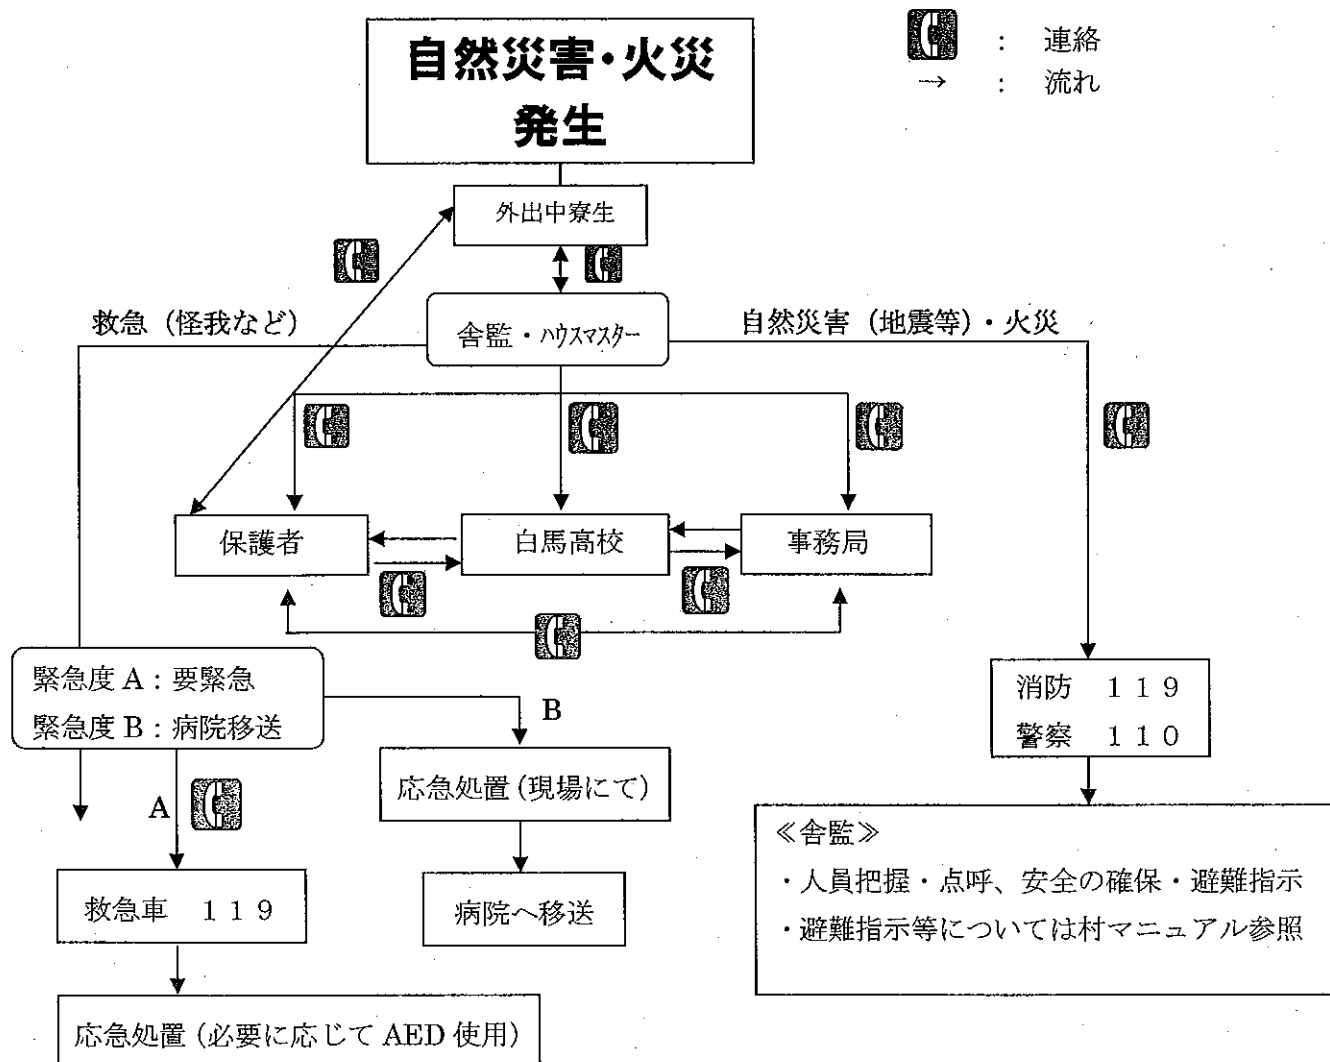 自然災害・火災
発生
： 連絡
→ ： 流れ
外出中寮生
救急（怪我など）
舎監・ハウスマスター
自然災害（地震等）・火災
保護者
白馬高校
事務局
緊急度 A：要緊急
緊急度 B：病院移送
B
消防 １１９
警察 １１０
応急処置（現場にて）
A
≪舎監≫
・人員把握・点呼、安全の確保・避難指示
・避難指示等については村マニュアル参照
救急車 １１９
病院へ移送
応急処置（必要に応じて AED 使用）